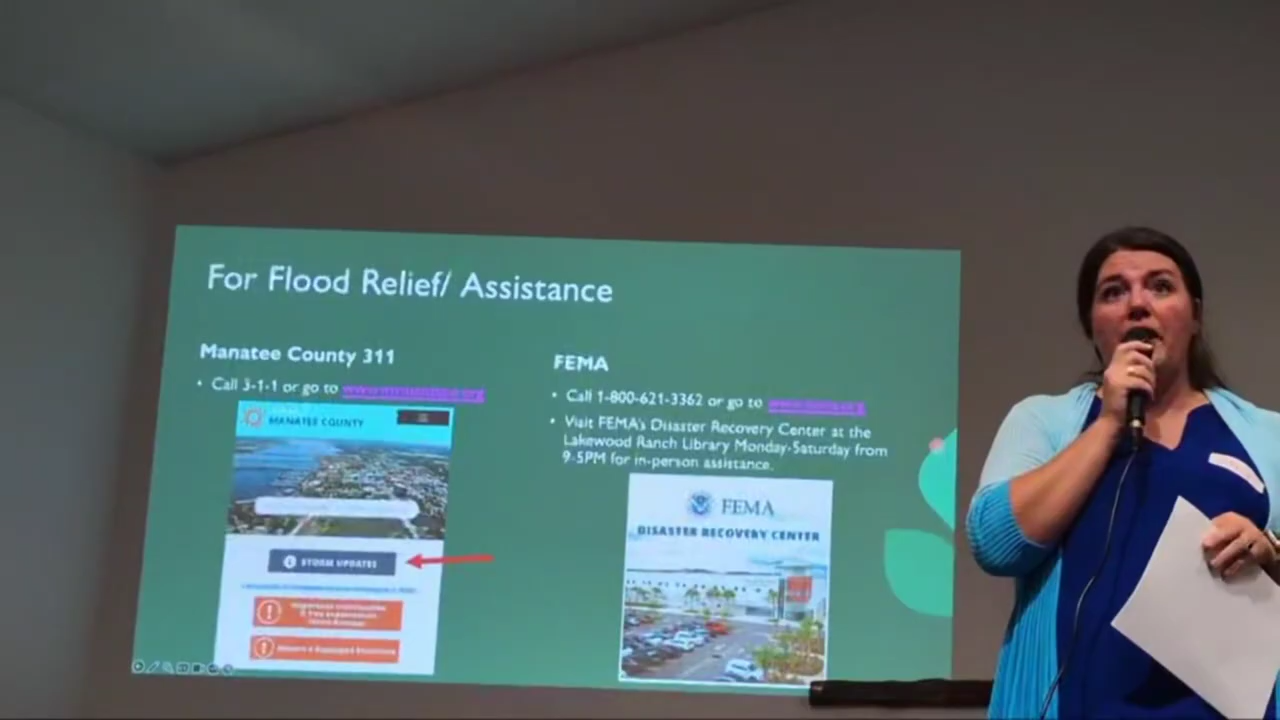 For Flood Relief/ Assistance
Manatee County 311
• Call 3-1-1 or go to
MANATEE COUNTY
STORM UPDATES
FEMA
• Call 1-800-621-3362 or go to
• Visit FEMA's Disaster Recovery Center at the
Lakewood Ranch Library Monday-Saturday from
9-5PM for in-person assistance.
FEMA
DISASTER RECOVERY CENTER